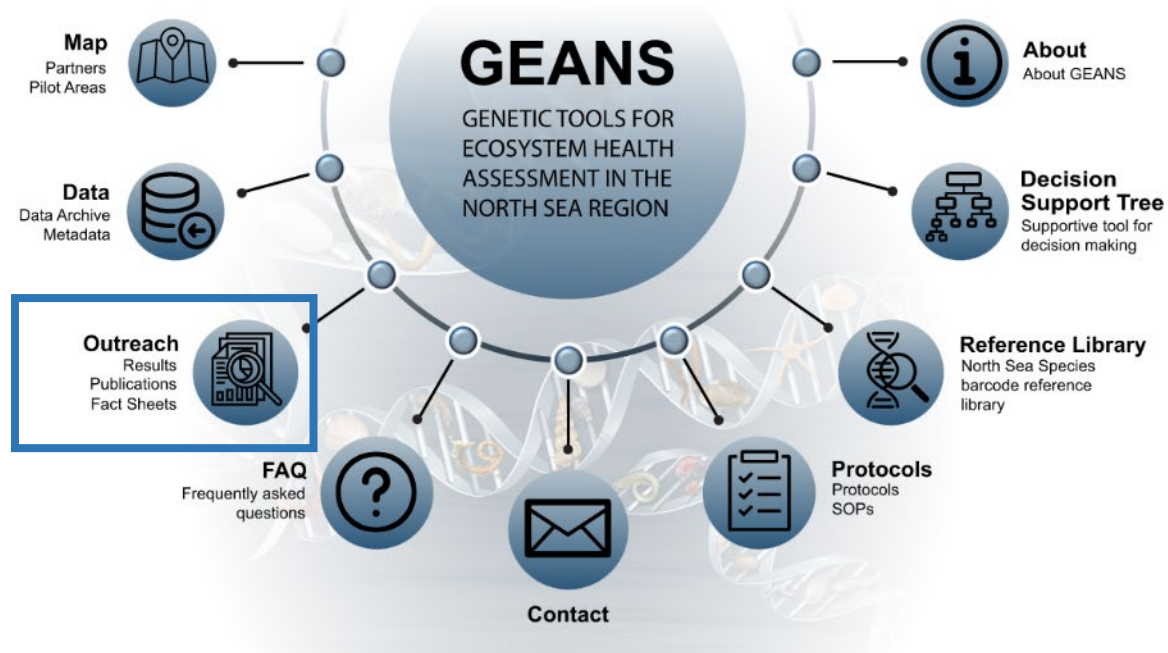 GEANS
GENETIC TOOLS FOR
ECOSYSTEM HEALTH
ASSESSMENT IN THE
NORTH SEA REGION
Map
Partners
Pilot Areas
Data
Data Archive
Metadata
Outreach
Results
Publications
Fact Sheets
FAQ
Frequently asked
questions
Contact
Protocols
Protocols
SOPs
Reference Library
North Sea Species
barcode reference
library
Decision
Support Tree
Supportive tool for
decision making
About
About GEANS